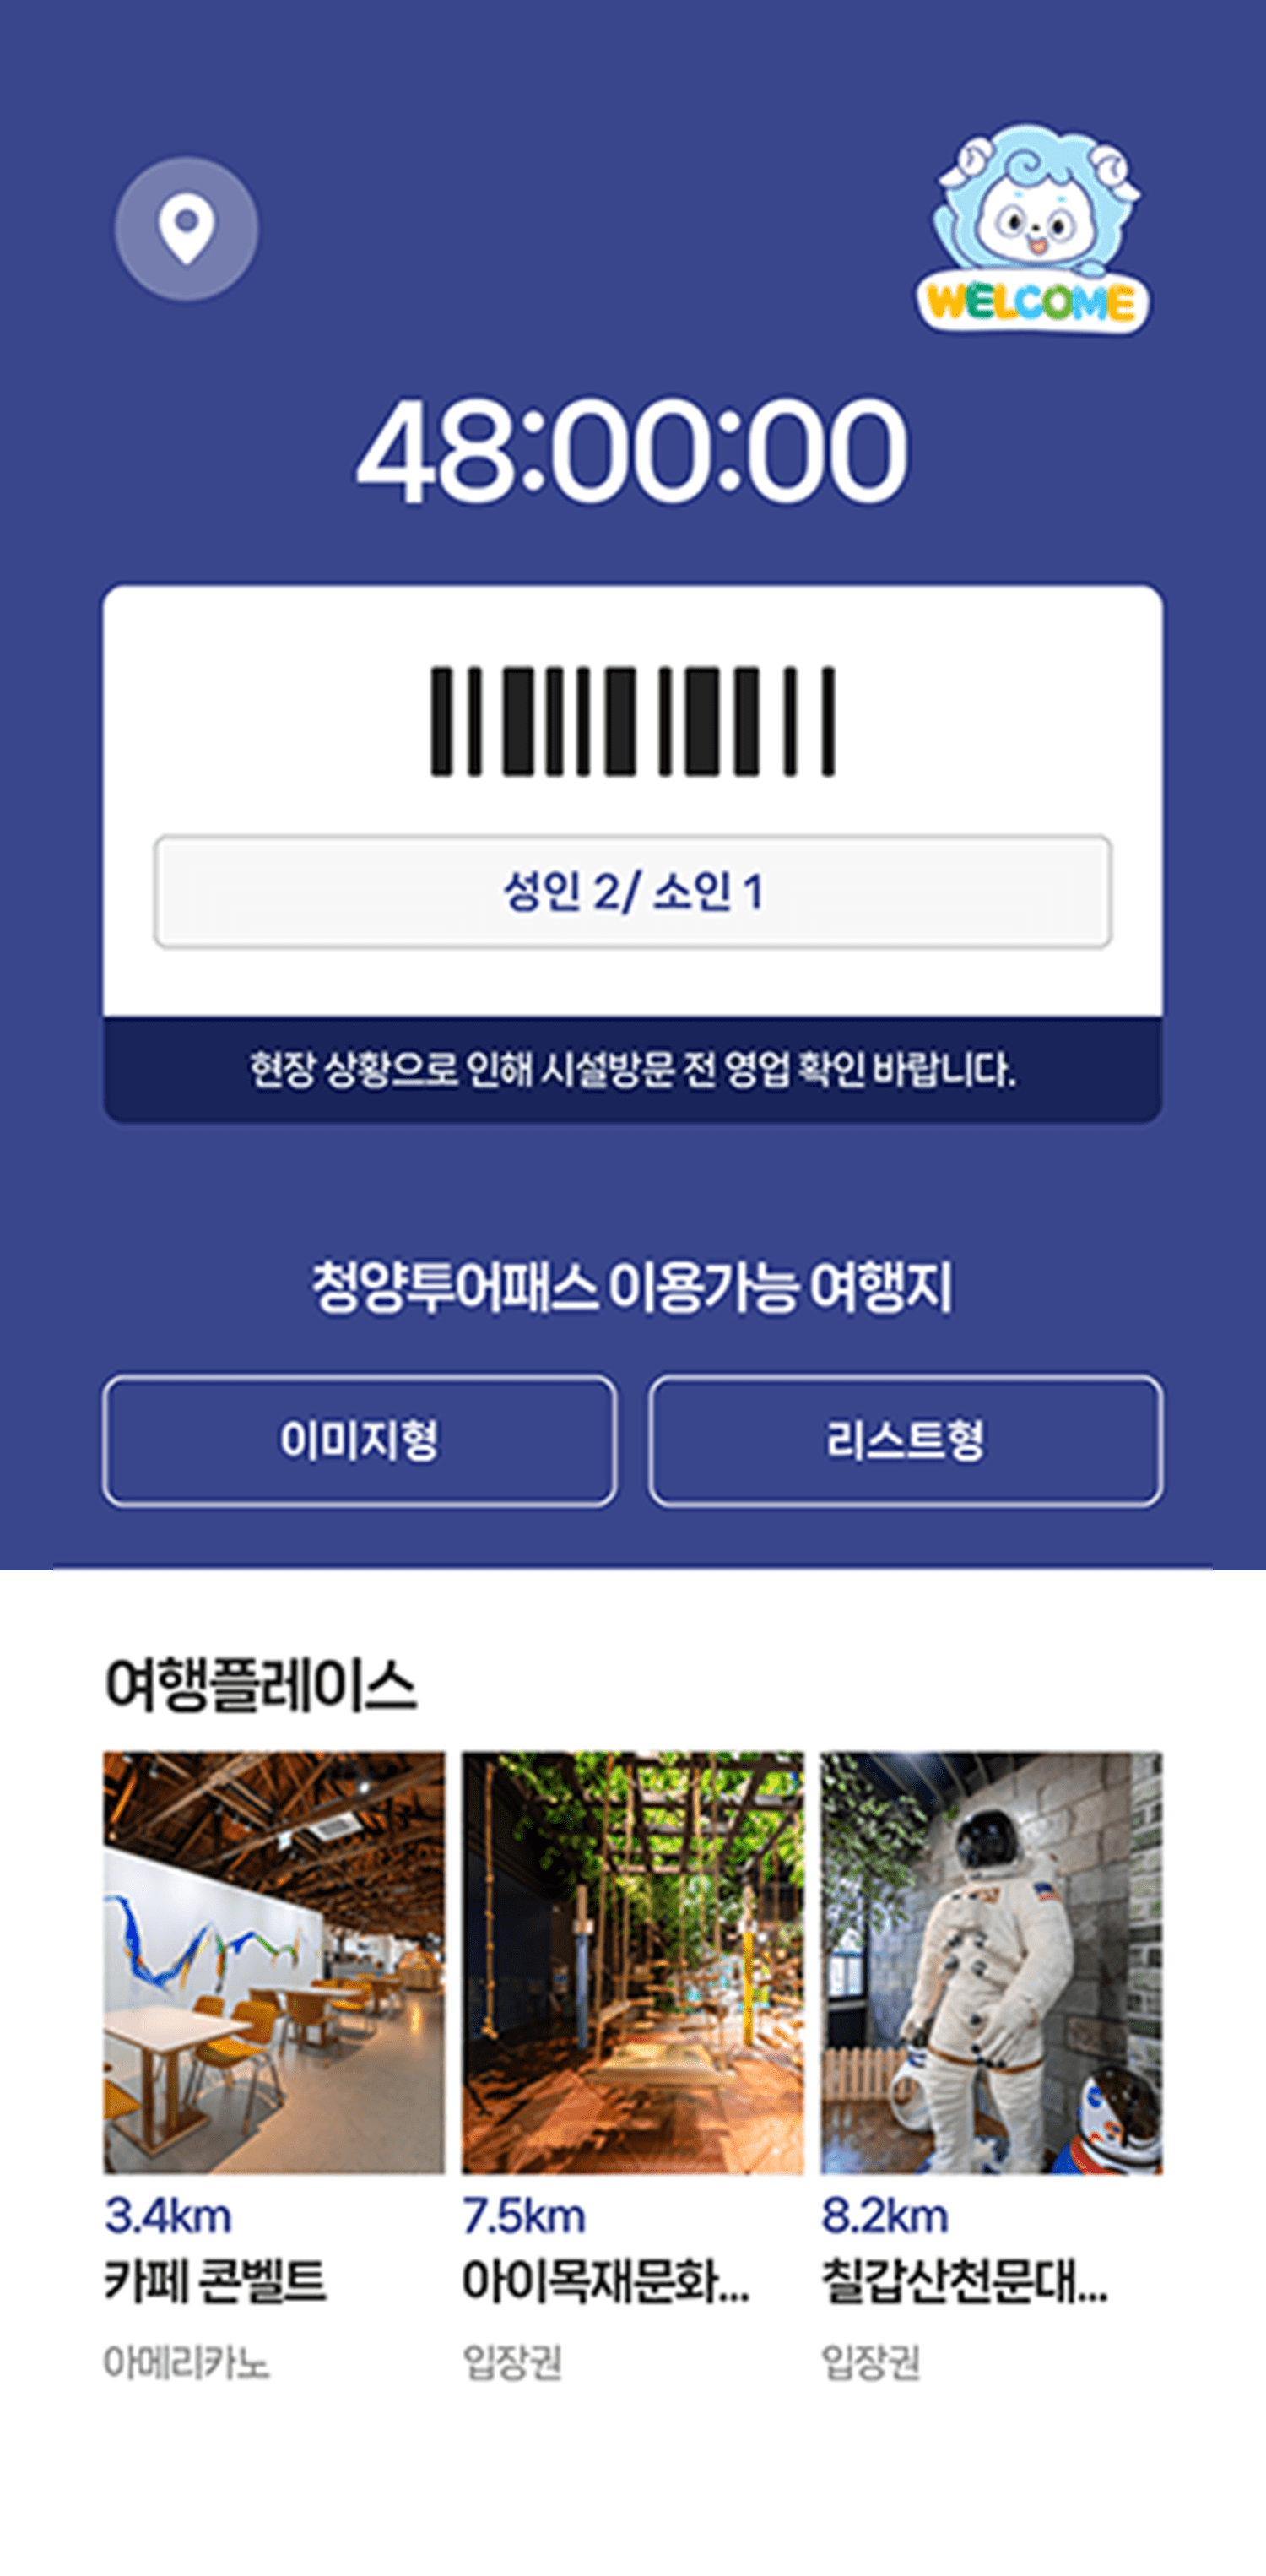 WELCOME
48:00:00
성인 2/ 소인 1
현장 상황으로 인해 시설방문 전 영업 확인 바랍니다.
청양투어패스 이용가능 여행지
이미지형
리스트형
여행플레이스
3.4km
카페 콘벨트
아메리카노
7.5km
아이목재문화...
입장권
8.2km
칠갑산천문대...
입장권